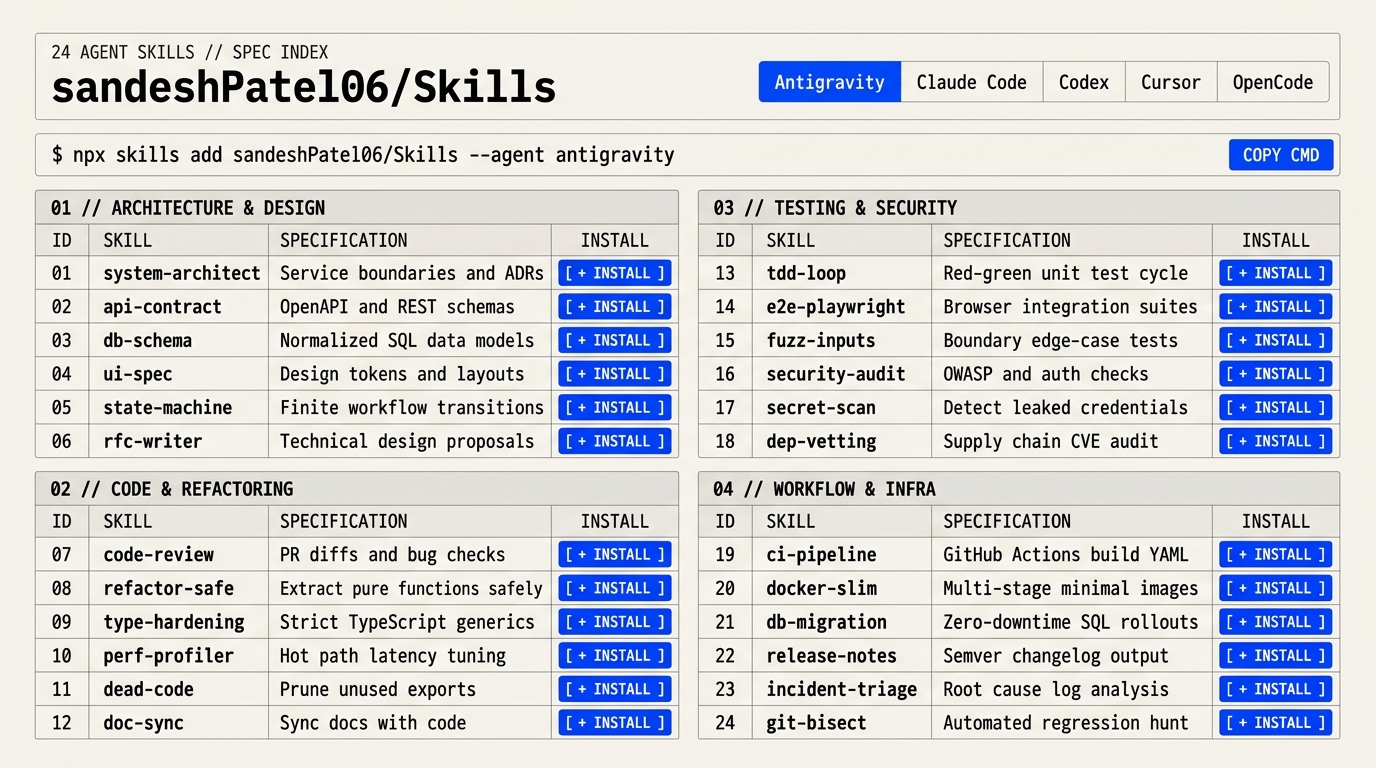 24 AGENT SKILLS // SPEC INDEX
sandeshPatel06/Skills
Antigravity Claude Code Codex Cursor OpenCode
$ npx skills add sandeshPatel06/Skills --agent antigravity
COPY CMD
01 // ARCHITECTURE & DESIGN
ID SKILL SPECIFICATION INSTALL
01 system-architect Service boundaries and ADRs [ + INSTALL ]
02 api-contract OpenAPI and REST schemas [ + INSTALL ]
03 db-schema Normalized SQL data models [ + INSTALL ]
04 ui-spec Design tokens and layouts [ + INSTALL ]
05 state-machine Finite workflow transitions [ + INSTALL ]
06 rfc-writer Technical design proposals [ + INSTALL ]
02 // CODE & REFACTORING
ID SKILL SPECIFICATION INSTALL
07 code-review PR diffs and bug checks [ + INSTALL ]
08 refactor-safe Extract pure functions safely [ + INSTALL ]
09 type-hardening Strict TypeScript generics [ + INSTALL ]
10 perf-profiler Hot path latency tuning [ + INSTALL ]
11 dead-code Prune unused exports [ + INSTALL ]
12 doc-sync Sync docs with code [ + INSTALL ]
03 // TESTING & SECURITY
ID SKILL SPECIFICATION INSTALL
13 tdd-loop Red-green unit test cycle [ + INSTALL ]
14 e2e-playwright Browser integration suites [ + INSTALL ]
15 fuzz-inputs Boundary edge-case tests [ + INSTALL ]
16 security-audit OWASP and auth checks [ + INSTALL ]
17 secret-scan Detect leaked credentials [ + INSTALL ]
18 dep-vetting Supply chain CVE audit [ + INSTALL ]
04 // WORKFLOW & INFRA
ID SKILL SPECIFICATION INSTALL
19 ci-pipeline GitHub Actions build YAML [ + INSTALL ]
20 docker-slim Multi-stage minimal images [ + INSTALL ]
21 db-migration Zero-downtime SQL rollouts [ + INSTALL ]
22 release-notes Semver changelog output [ + INSTALL ]
23 incident-triage Root cause log analysis [ + INSTALL ]
24 git-bisect Automated regression hunt [ + INSTALL ]